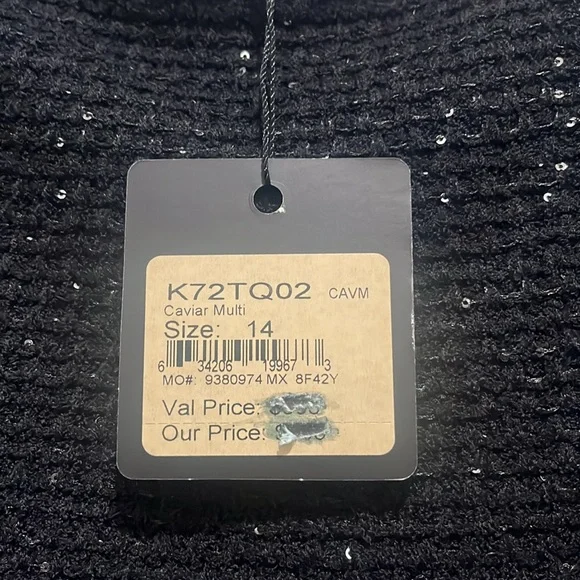 K72TQ02 CAVM
Caviar Multi
Size: 14
6 34206 19967 3
MO#: 9380974 MX 8F42Y
Val Price:
Our Price: